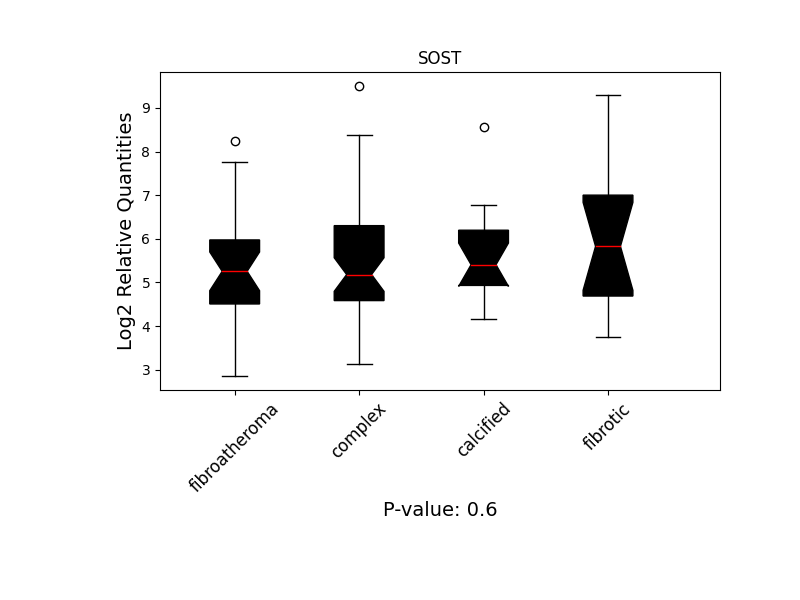 SOST
Log2 Relative Quantities
9
8
7
6
5
4
3
fibroatheroma
complex
calcified
fibrotic
P-value: 0.6